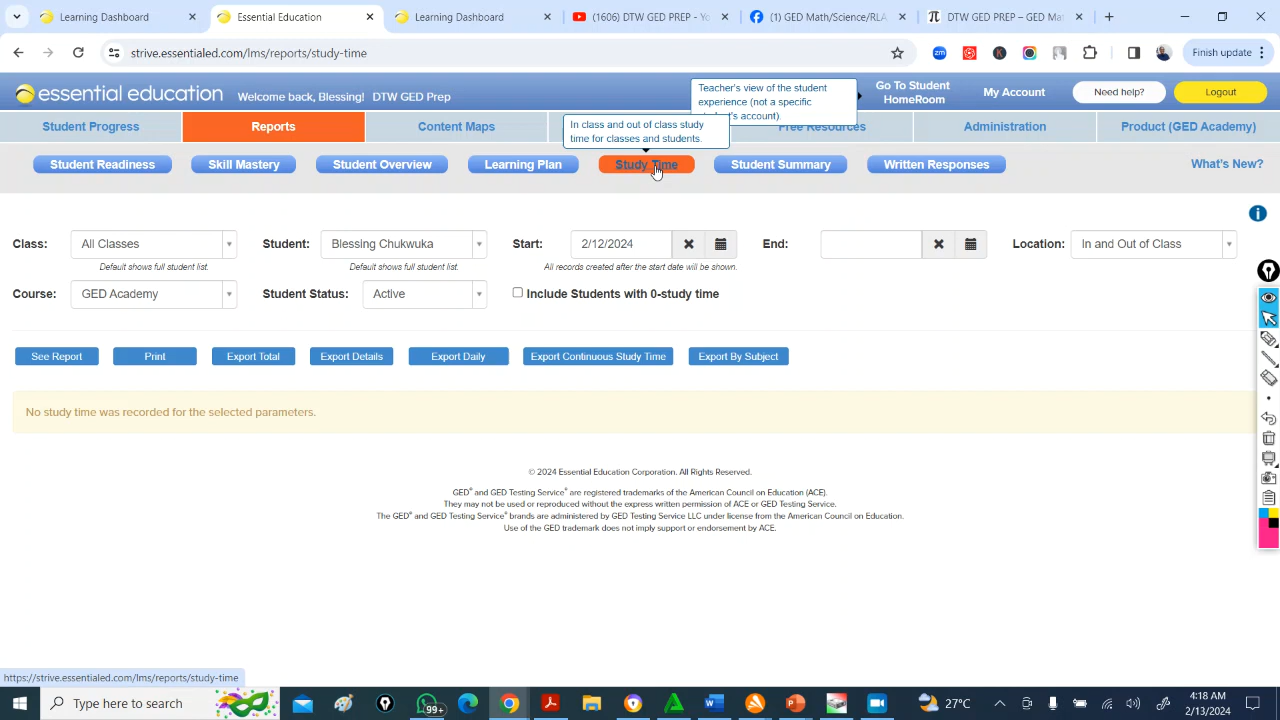 Learning Dashboard
Essential Education
Learning Dashboard
(1606) DTW GED PREP - Yo
(1) GED Math/Science/RLA
DTW GED PREP – GED Ma
strive.essentialed.com/lms/reports/study-time
Finish update
essential education
Welcome back, Blessing!
DTW GED Prep
Teacher's view of the student
experience (not a specific
student's account).
Go To Student
HomeRoom
My Account
Need help?
Logout
Student Progress
Reports
Content Maps
In class and out of class study
time for classes and students.
Free Resources
Administration
Product (GED Academy)
Student Readiness
Skill Mastery
Student Overview
Learning Plan
Study Time
Student Summary
Written Responses
What's New?
Class:
All Classes
Default shows full student list.
Student:
Blessing Chukwuka
Default shows full student list.
Start:
2/12/2024
All records created after the start date will be shown.
End:
Location:
In and Out of Class
Course:
GED Academy
Student Status:
Active
Include Students with 0-study time
See Report
Print
Export Total
Export Details
Export Daily
Export Continuous Study Time
Export By Subject
No study time was recorded for the selected parameters.
© 2024 Essential Education Corporation. All Rights Reserved.
GED® and GED Testing Service® are registered trademarks of the American Council on Education (ACE).
They may not be used or reproduced without the express written permission of ACE or GED Testing Service.
The GED® and GED Testing Service® brands are administered by GED Testing Service LLC under license from the American Council on Education.
Use of the GED trademark does not imply support or endorsement by ACE.
https://strive.essentialed.com/lms/reports/study-time
Type here to search
99+
27°C
4:18 AM
2/13/2024